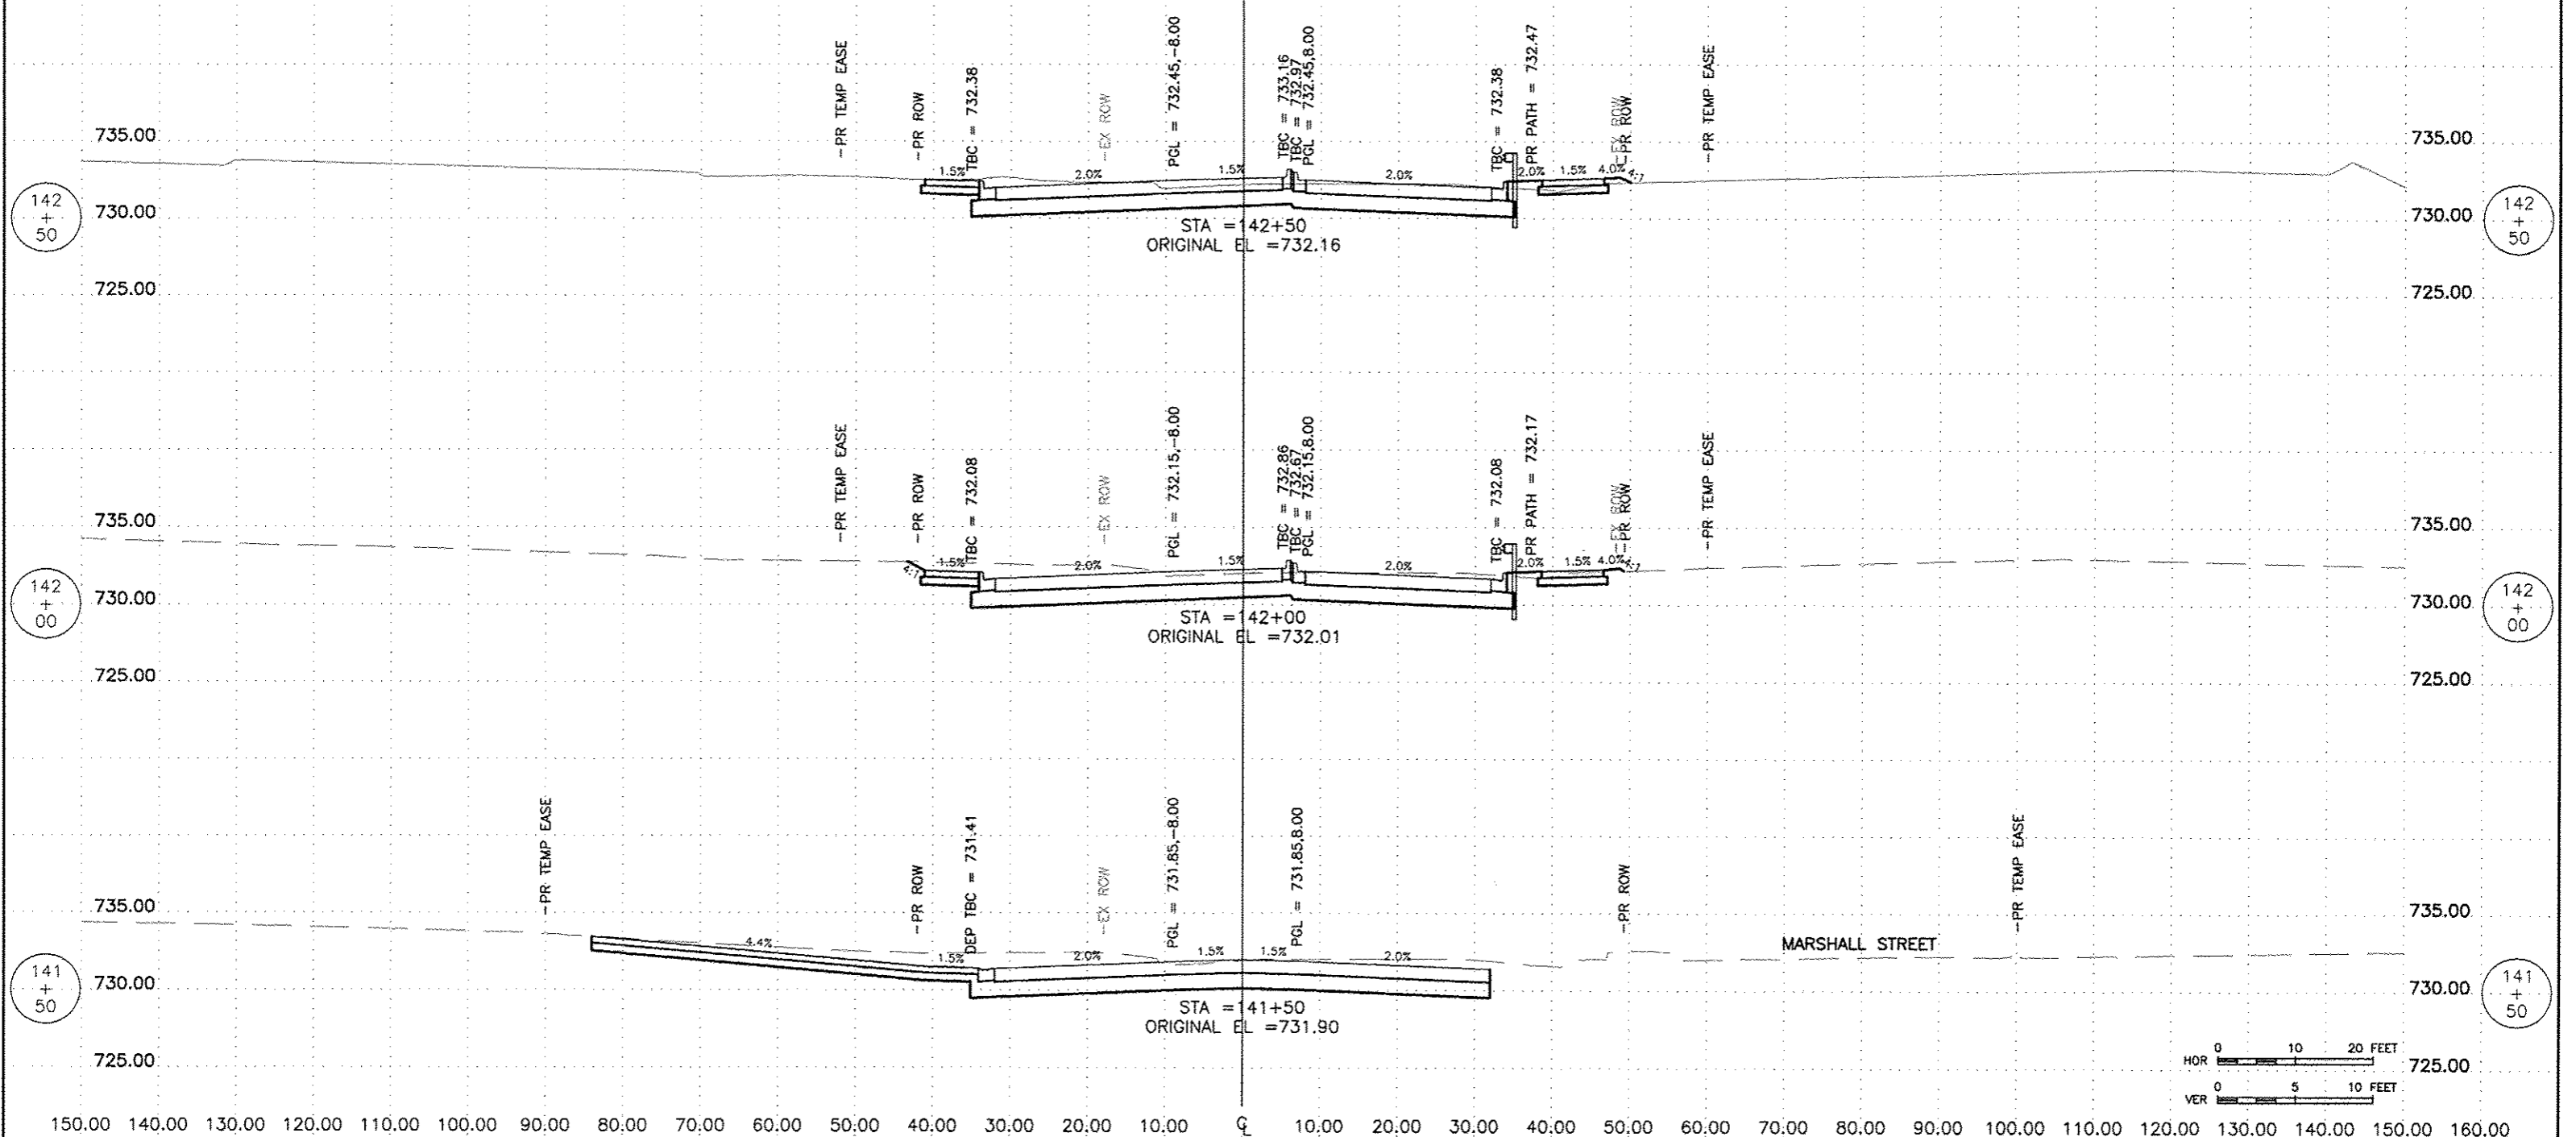 -PR TEMP EASE
-PR ROW
TBC = 732.38
-EX ROW
PGL = 732.45,-8.00
TBC = 733.16
TBC = 732.97
PGL = 732.45,8.00
TBC = 732.38
PR PATH = 732.47
-EX ROW
-PR ROW
-PR TEMP EASE
735.00
735.00
1.5%
2.0%
1.5%
2.0%
2.0%
1.5%
4.0%
4:1
142
+
50
730.00
730.00
142
+
50
STA =142+50
ORIGINAL EL =732.16
725.00
725.00
-PR TEMP EASE
-PR ROW
TBC = 732.08
-EX ROW
PGL = 732.15,-8.00
TBC = 732.86
TBC = 732.67
PGL = 732.15,8.00
TBC = 732.08
PR PATH = 732.17
-EX ROW
-PR ROW
-PR TEMP EASE
735.00
735.00
4:1
1.5%
2.0%
1.5%
2.0%
2.0%
1.5%
4.0%
4:1
142
+
00
730.00
730.00
142
+
00
STA =142+00
ORIGINAL EL =732.01
725.00
725.00
-PR TEMP EASE
-PR ROW
DEP TBC = 731.41
-EX ROW
PGL = 731.85,-8.00
PGL = 731.85,8.00
-PR ROW
-PR TEMP EASE
735.00
735.00
4.4%
1.5%
2.0%
1.5%
1.5%
2.0%
MARSHALL STREET
141
+
50
730.00
730.00
141
+
50
STA =141+50
ORIGINAL EL =731.90
725.00
725.00
HOR 0 10 20 FEET
VER 0 5 10 FEET
150.00 140.00 130.00 120.00 110.00 100.00 90.00 80.00 70.00 60.00 50.00 40.00 30.00 20.00 10.00 CL 10.00 20.00 30.00 40.00 50.00 60.00 70.00 80.00 90.00 100.00 110.00 120.00 130.00 140.00 150.00 160.00